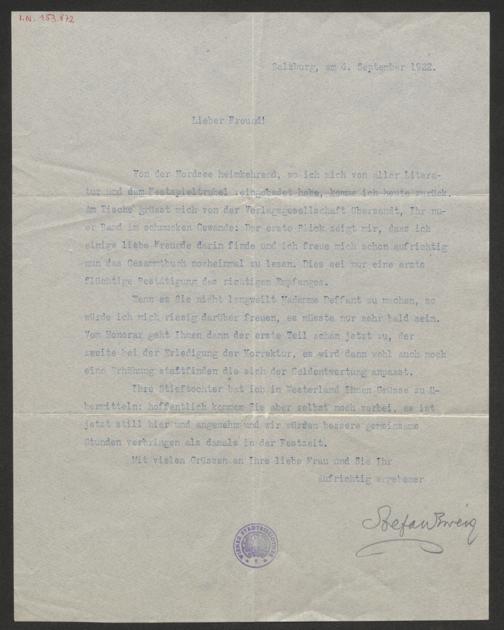 I.N. 153.872
Salzburg, am 4. September 1922.
Lieber Freund!
Von der Nordsee heimkehrend, wo ich mich von aller Litera-
tur und dem Festspieltrubel reingebadet habe, komme ich heute zurück.
Am Tische grüsst mich von der Verlagsgesellschaft übersandt, Ihr neu-
er Band im schmucken Gewande: Der erste Blick zeigt mir, dass ich
einige liebe Freunde darin finde und ich freue mich schon aufrichtig
nun das Gesammtbuch nocheinmal zu lesen. Dies sei nur eine erste
flüchtige Bestätigung des richtigen Empfanges.
Wenn es Sie nicht langweilt Madame Deffant zu machen, so
würde ich mich riesig darüber freuen, es müsste nur sehr bald sein.
Vom Honorar geht Ihnen dann der erste Teil schon jetzt zu, der
zweite bei der Erledigung der Korrektur, es wird dann wohl auch noch
eine Erhöhung stattfinden die sich der Geldentwertung anpasst.
Ihre Stieftochter hat ich in Westerland Ihnen Grüsse zu ü-
bermitteln: hoffentlich kommen Sie aber selbst noch vorbei, es ist
jetzt still hier und angenehm und wir würden bessere gemeinsame
Stunden verbringen als damals in der Festzeit.
Mit vielen Grüssen an Ihre liebe Frau und Sie Ihr
aufrichtig ergebener
Stefan Zweig